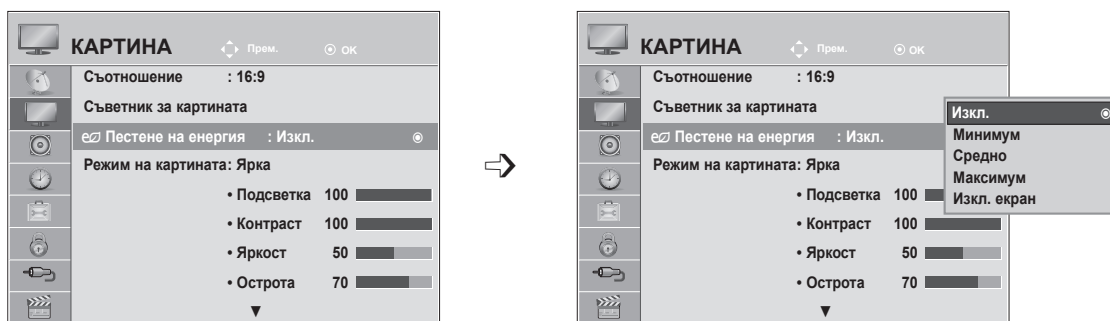 КАРТИНА Прем. ОК
Съотношение : 16:9
Съветник за картината
Пестене на енергия : Изкл.
Режим на картината: Ярка
• Подсветка 100
• Контраст 100
• Яркост 50
• Острота 70
КАРТИНА Прем. ОК
Съотношение : 16:9
Съветник за картината
Пестене на енергия : Изкл.
Режим на картината: Ярка
• Подсветка 100
• Контраст 100
• Яркост 50
• Острота 70
Изкл.
Минимум
Средно
Максимум
Изкл. екран